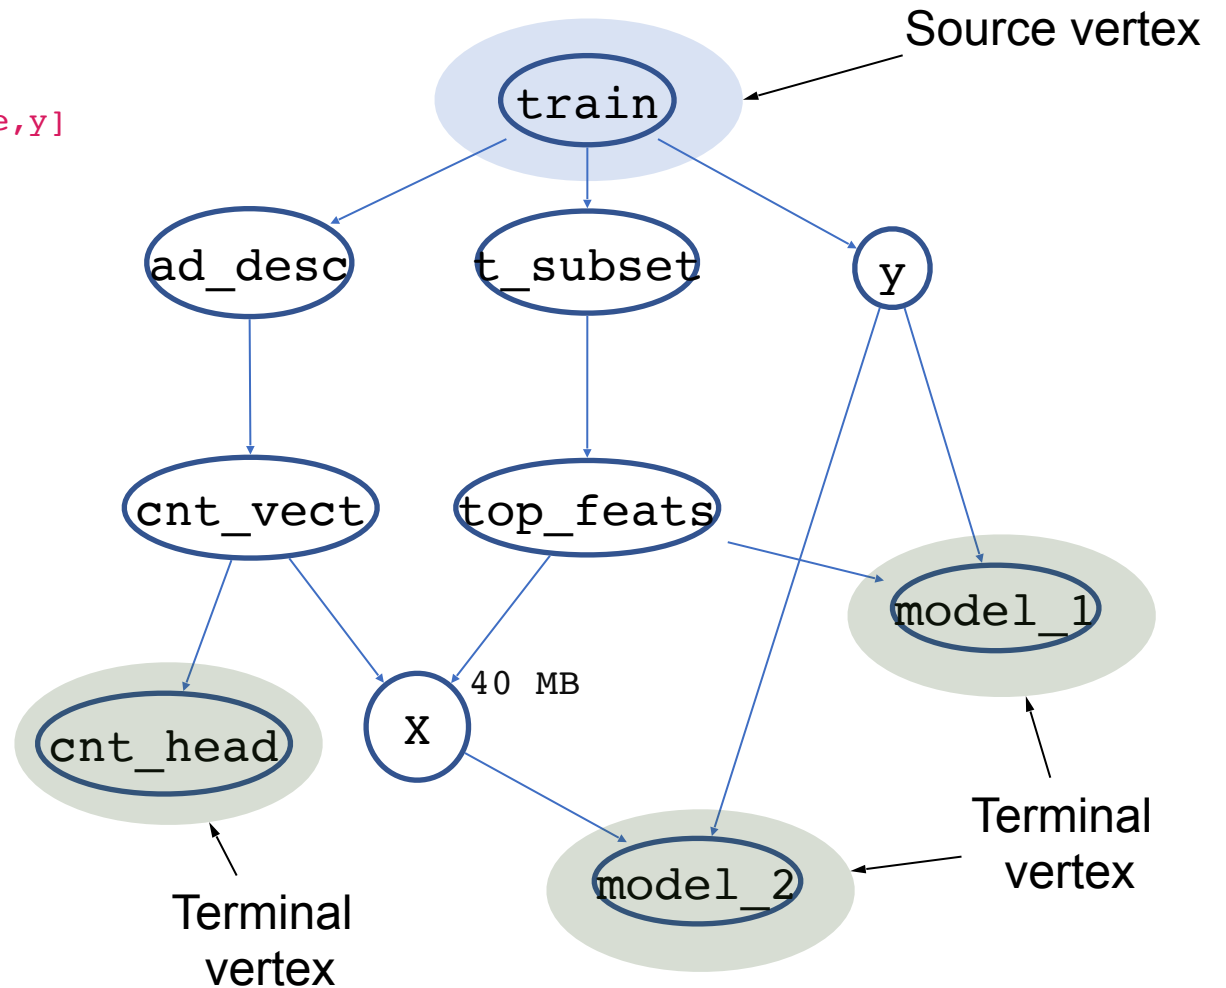 Source vertex
train
e,y]
ad_desc
t_subset
y
cnt_vect
top_feats
model_1
40 MB
X
cnt_head
Terminal
vertex
model_2
Terminal
vertex